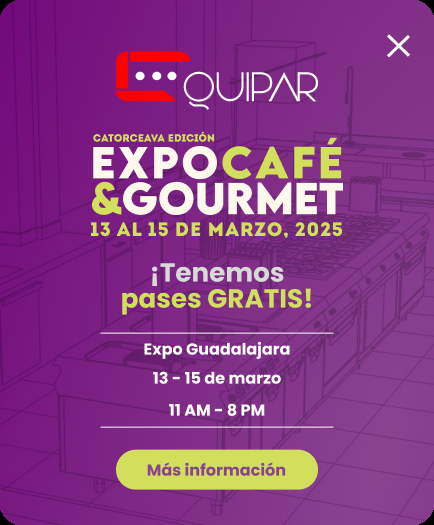 EQUIPAR
CATORCEAVA EDICIÓN
EXPOCAFÉ
&GOURMET
13 AL 15 DE MARZO, 2025
¡Tenemos
pases GRATIS!
Expo Guadalajara
13 - 15 de marzo
11 AM - 8 PM
Más información